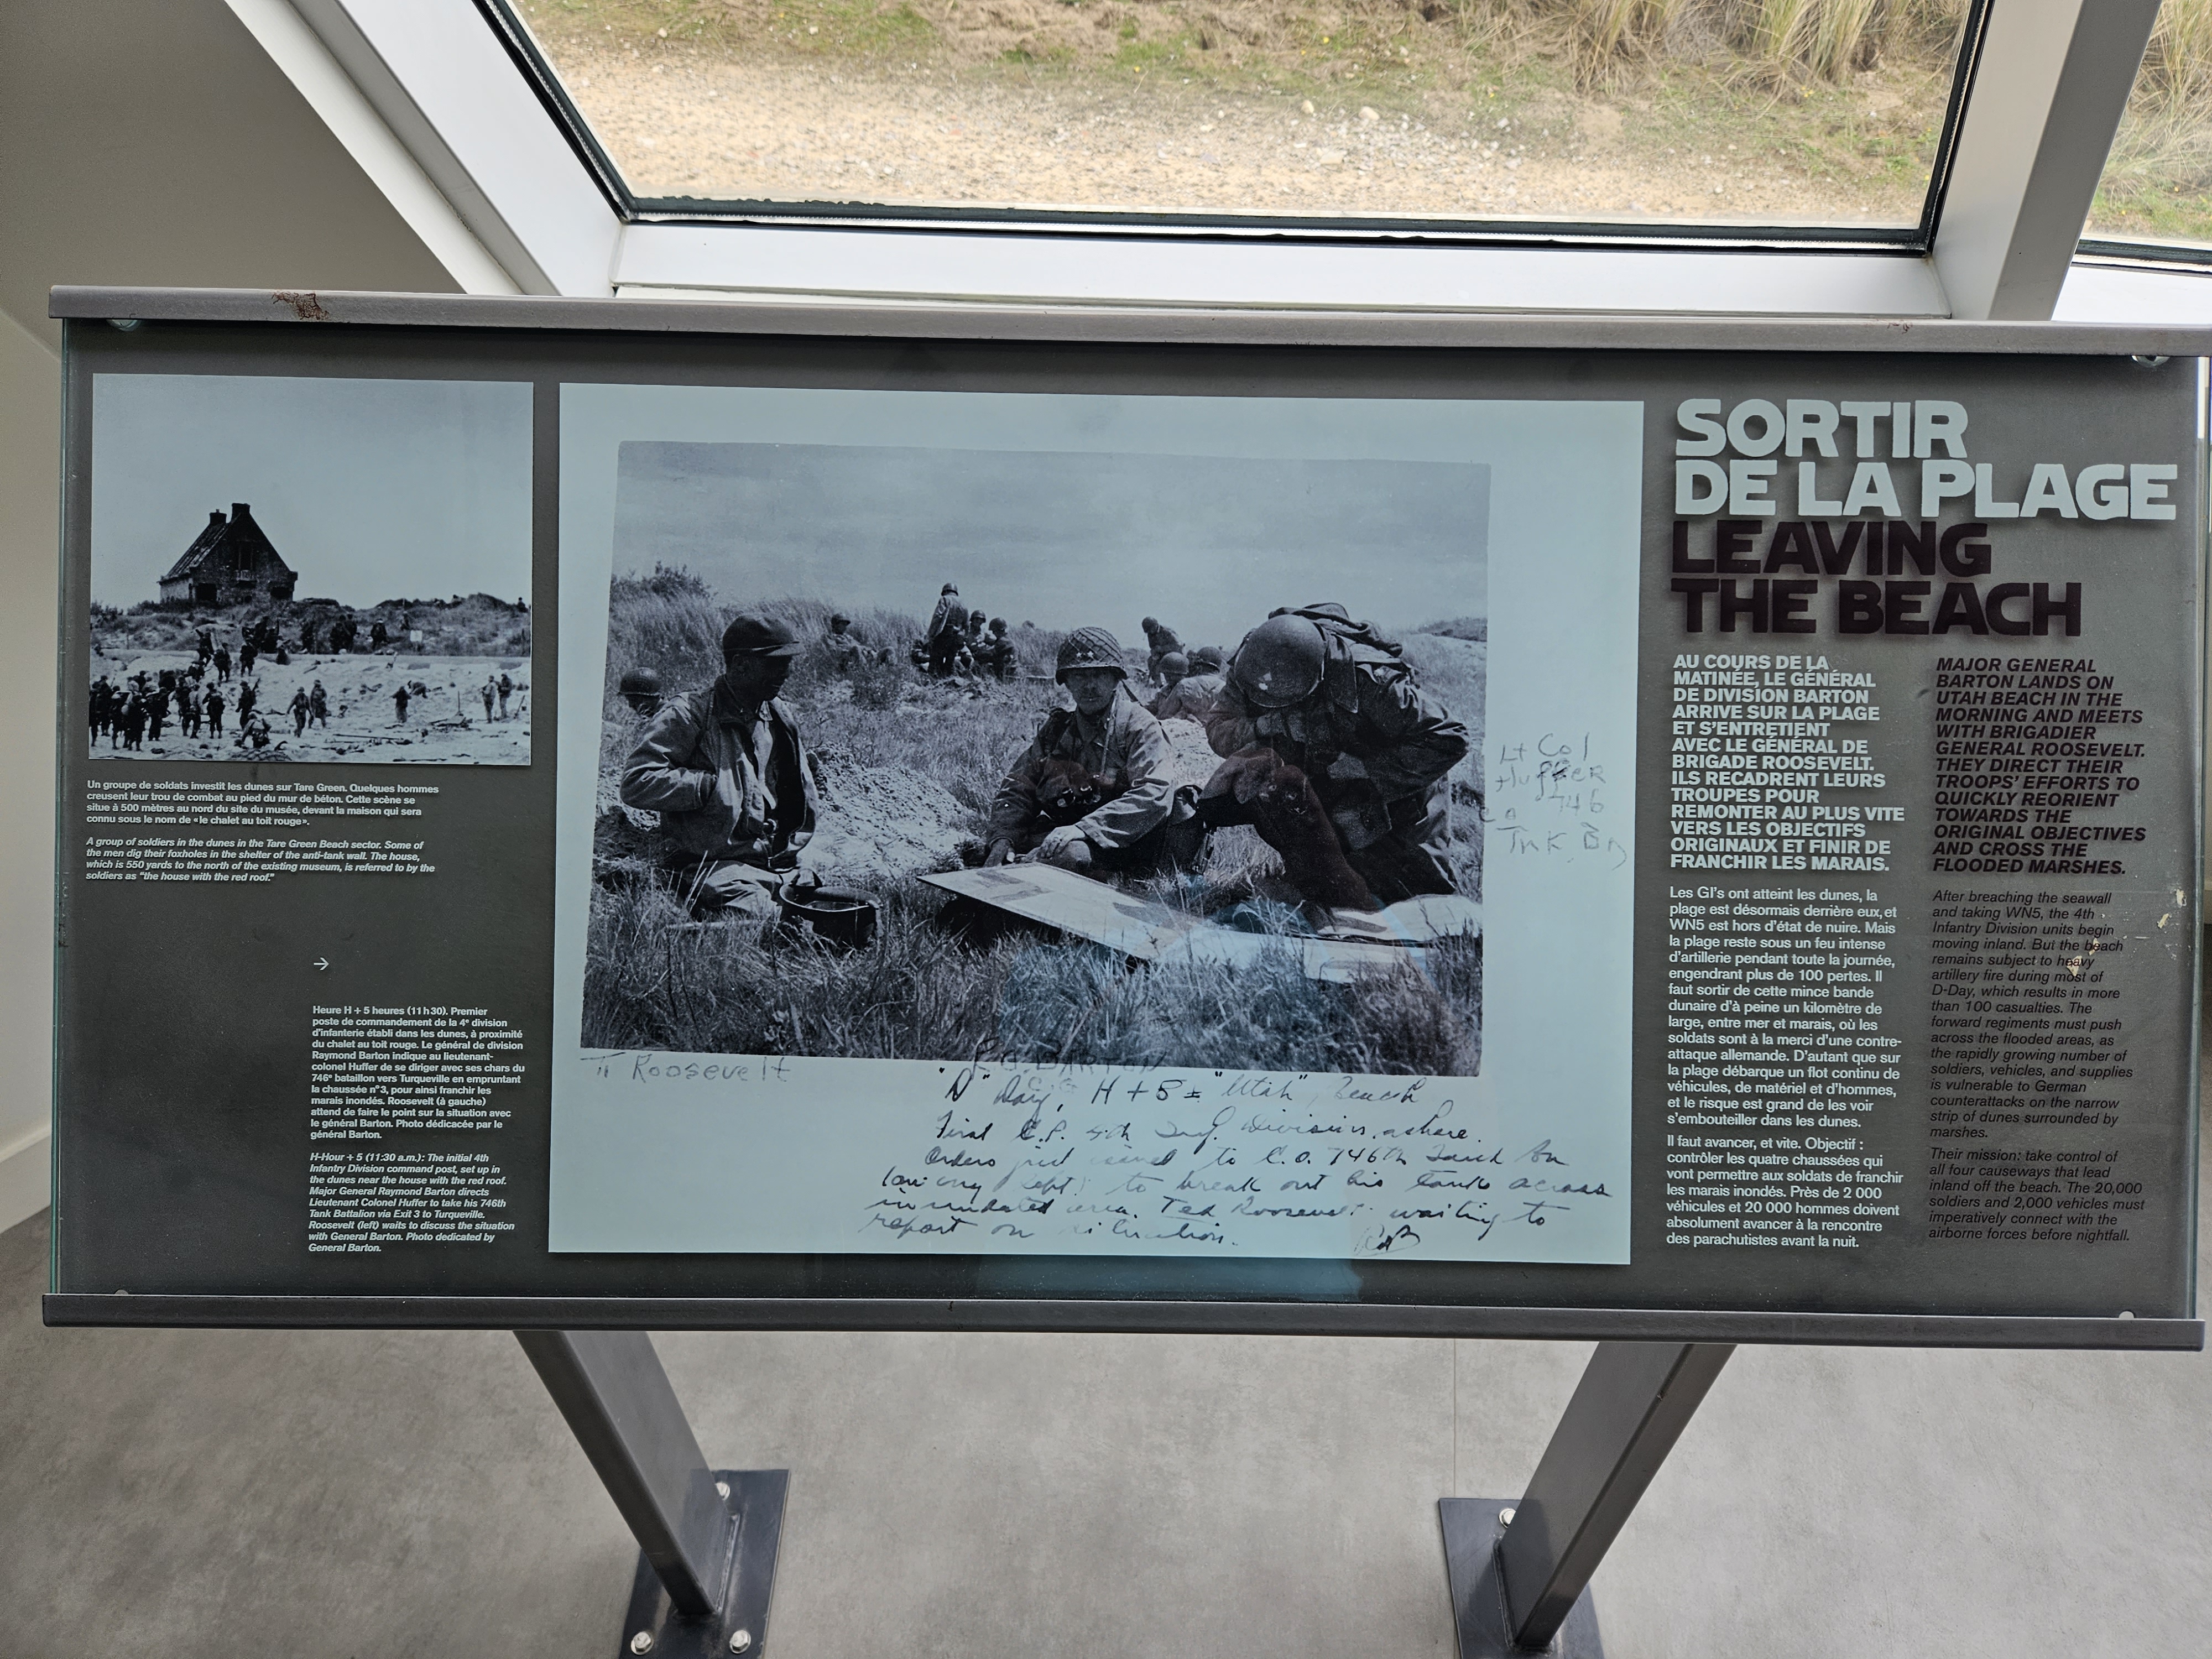 Un groupe de soldats investit les dunes sur Tare Green. Quelques hommes
creusent leur trou de combat au pied du mur de béton. Cette scène se
situe à 500 mètres au nord du site du musée, devant la maison qui sera
connu sous le nom de «le chalet au toit rouge».
A group of soldiers in the dunes in the Tare Green Beach sector. Some of
the men dig their foxholes in the shelter of the anti-tank wall. The house,
which is 550 yards to the north of the existing museum, is referred to by the
soldiers as "the house with the red roof."
→
Heure H + 5 heures (11 h 30). Premier
poste de commandement de la 4e division
d'infanterie établi dans les dunes, à proximité
du chalet au toit rouge. Le général de division
Raymond Barton indique au lieutenant-
colonel Huffer de se diriger avec ses chars du
746e bataillon vers Turqueville en empruntant
la chaussée n°3, pour ainsi franchir les
marais inondés. Roosevelt (à gauche)
attend de faire le point sur la situation avec
le général Barton. Photo dédicacée par le
général Barton.
H-Hour + 5 (11:30 a.m.): The initial 4th
Infantry Division command post, set up in
the dunes near the house with the red roof.
Major General Raymond Barton directs
Lieutenant Colonel Huffer to take his 746th
Tank Battalion via Exit 3 to Turqueville.
Roosevelt (left) waits to discuss the situation
with General Barton. Photo dedicated by
General Barton.
Lt Col
Huffer
co 746
Tnk Bn
T Roosevelt
R.O. BARTON
C.G.
"D" Day, H + 5 ± "Utah", Beach
First C.P. 4th Inf. Division ashore.
Orders just issued to C.O. 746th Tank Bn
to break out his tanks across
inundated area. Ted Roosevelt waiting to
report on situation. ROB
SORTIR
DE LA PLAGE
LEAVING
THE BEACH
AU COURS DE LA
MATINÉE, LE GÉNÉRAL
DE DIVISION BARTON
ARRIVE SUR LA PLAGE
ET S'ENTRETIENT
AVEC LE GÉNÉRAL DE
BRIGADE ROOSEVELT.
ILS RECADRENT LEURS
TROUPES POUR
REMONTER AU PLUS VITE
VERS LES OBJECTIFS
ORIGINAUX ET FINIR DE
FRANCHIR LES MARAIS.
Les GI's ont atteint les dunes, la
plage est désormais derrière eux, et
WN5 est hors d'état de nuire. Mais
la plage reste sous un feu intense
d'artillerie pendant toute la journée,
engendrant plus de 100 pertes. Il
faut sortir de cette mince bande
dunaire d'à peine un kilomètre de
large, entre mer et marais, où les
soldats sont à la merci d'une contre-
attaque allemande. D'autant que sur
la plage débarque un flot continu de
véhicules, de matériel et d'hommes,
et le risque est grand de les voir
s'embouteiller dans les dunes.
Il faut avancer, et vite. Objectif :
contrôler les quatre chaussées qui
vont permettre aux soldats de franchir
les marais inondés. Près de 2 000
véhicules et 20 000 hommes doivent
absolument avancer à la rencontre
des parachutistes avant la nuit.
MAJOR GENERAL
BARTON LANDS ON
UTAH BEACH IN THE
MORNING AND MEETS
WITH BRIGADIER
GENERAL ROOSEVELT.
THEY DIRECT THEIR
TROOPS' EFFORTS TO
QUICKLY REORIENT
TOWARDS THE
ORIGINAL OBJECTIVES
AND CROSS THE
FLOODED MARSHES.
After breaching the seawall
and taking WN5, the 4th
Infantry Division units begin
moving inland. But the beach
remains subject to heavy
artillery fire during most of
D-Day, which results in more
than 100 casualties. The
forward regiments must push
across the flooded areas, as
the rapidly growing number of
soldiers, vehicles, and supplies
is vulnerable to German
counterattacks on the narrow
strip of dunes surrounded by
marshes.
Their mission: take control of
all four causeways that lead
inland off the beach. The 20,000
soldiers and 2,000 vehicles must
imperatively connect with the
airborne forces before nightfall.